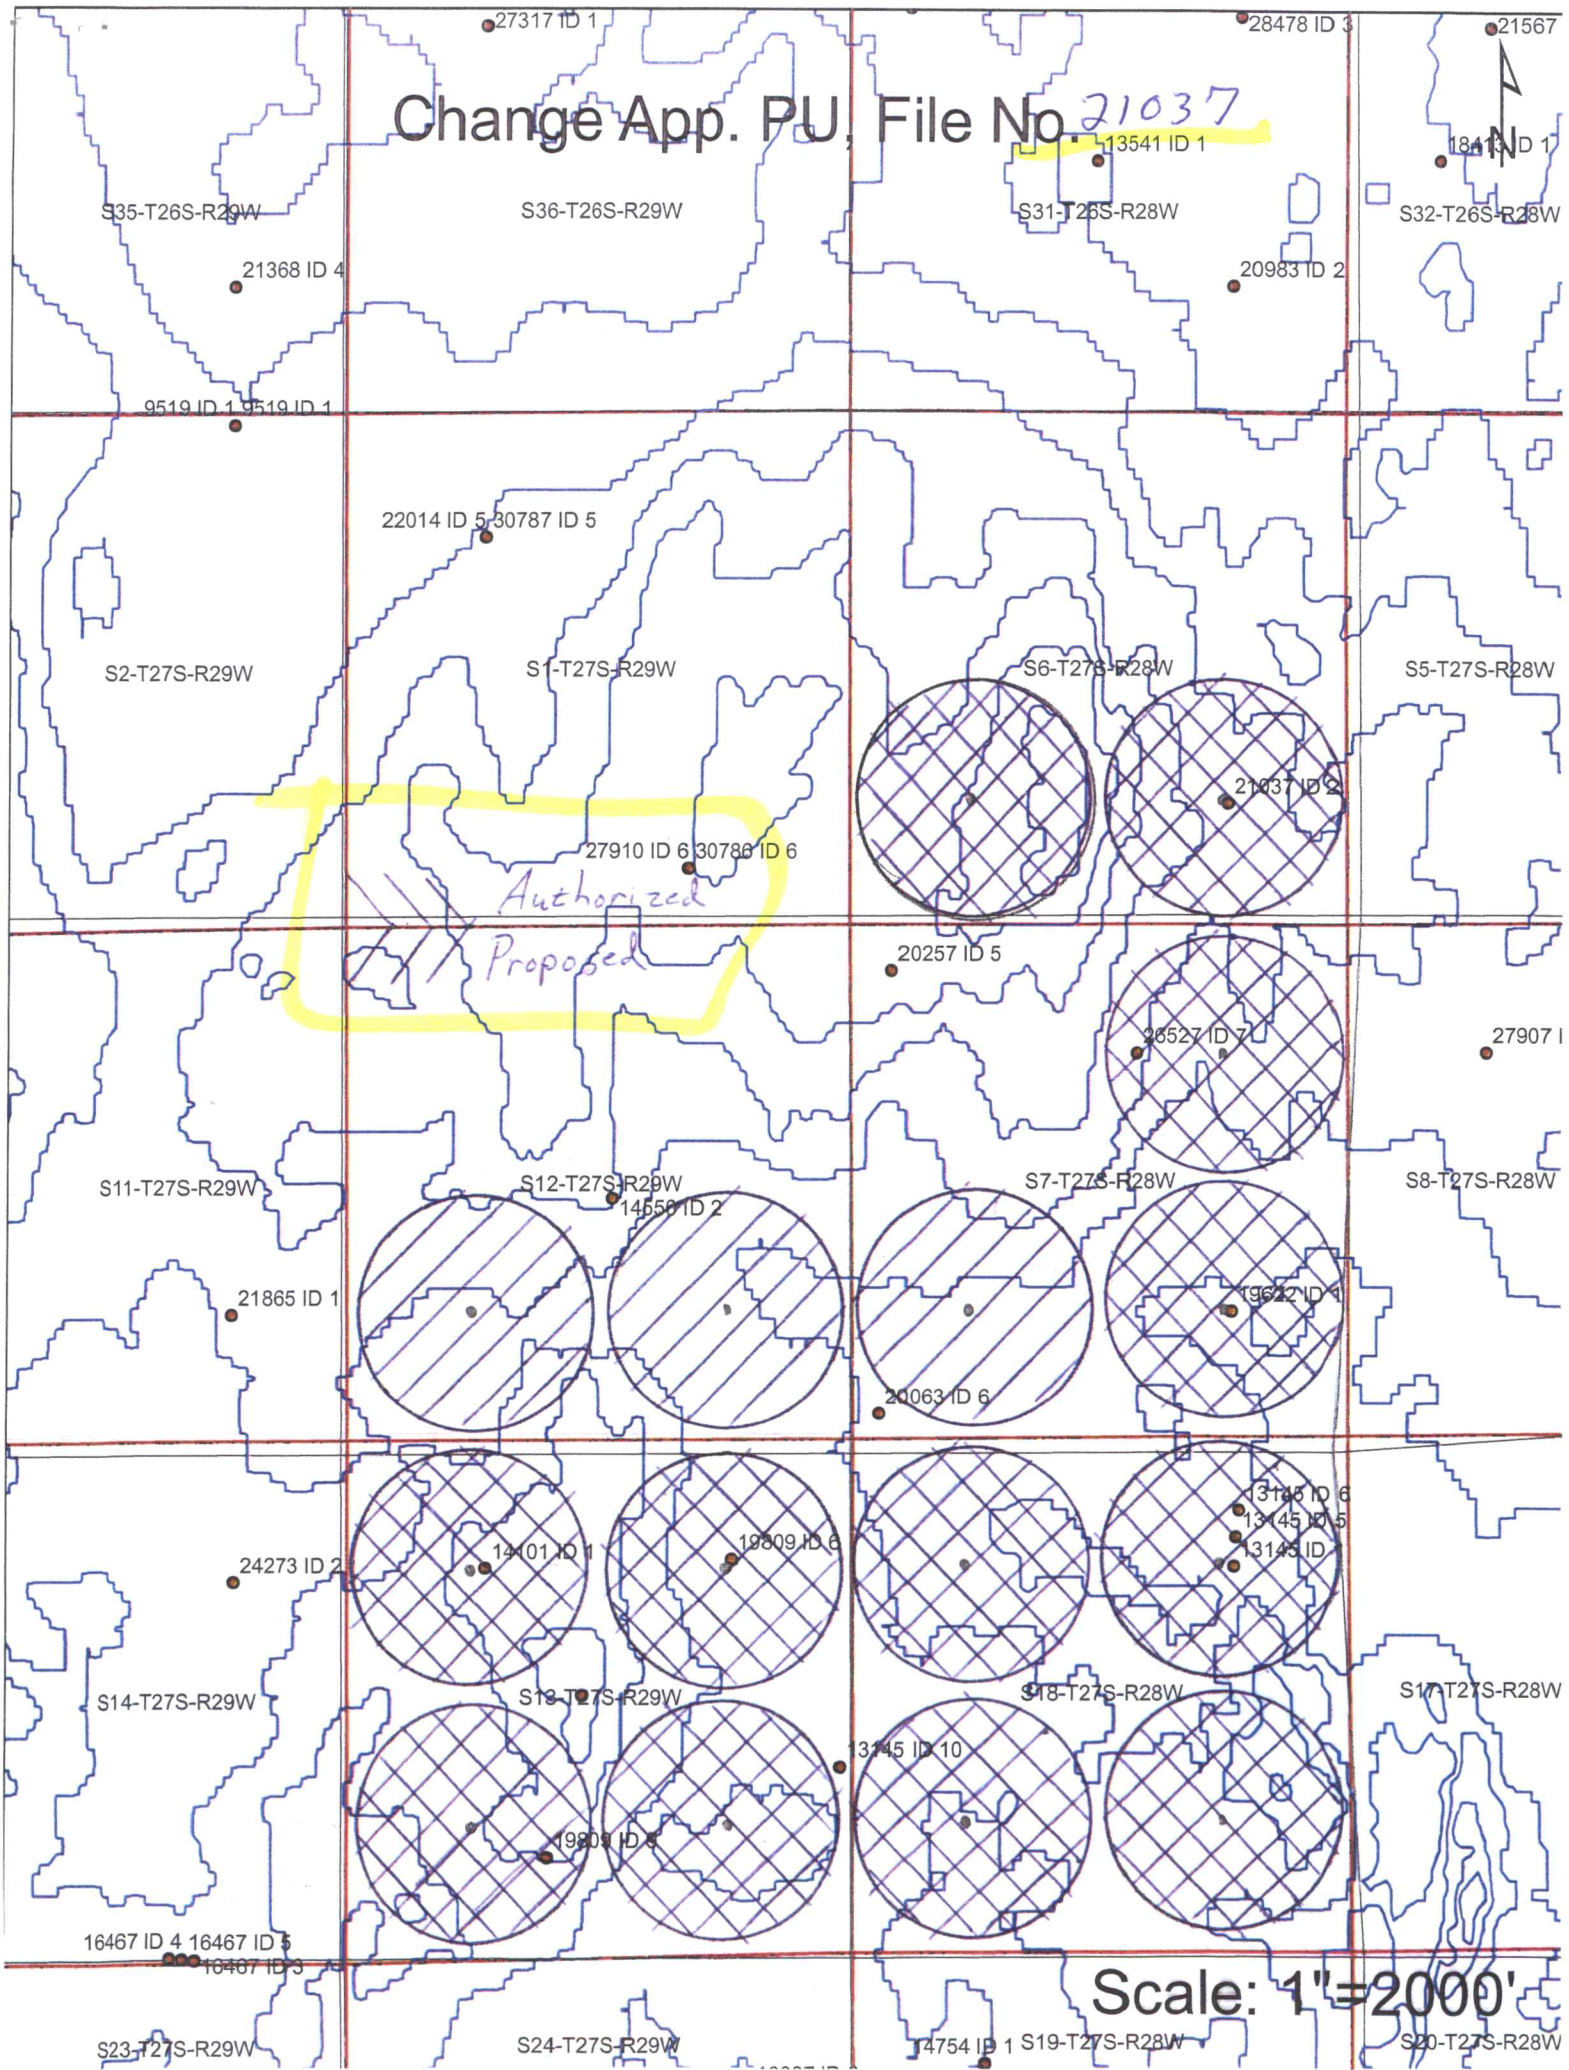 27317 ID 1
28478 ID 3
21567
Change App. PU, File No. 21037
13541 ID 1
18413 ID 1
N
S35-T26S-R29W
S36-T26S-R29W
S31-T26S-R28W
S32-T26S-R28W
21368 ID 4
20983 ID 2
9519 ID 1 9519 ID 1
22014 ID 5 30787 ID 5
S2-T27S-R29W
S1-T27S-R29W
S6-T27S-R28W
S5-T27S-R28W
21037 ID 2
27910 ID 6 30786 ID 6
Authorized
Proposed
20257 ID 5
26527 ID 7
27907 I
S11-T27S-R29W
S12-T27S-R29W
S7-T27S-R28W
S8-T27S-R28W
14550 ID 2
21865 ID 1
19622 ID 1
20063 ID 6
13145 ID 6
13145 ID 5
14101 ID 1
19809 ID 6
13145 ID 1
24273 ID 2
S14-T27S-R29W
S13-T27S-R29W
S18-T27S-R28W
S17-T27S-R28W
13145 ID 10
16467 ID 4 16467 ID 5
16467 ID 3
Scale: 1"=2000'
S23-T27S-R29W
S24-T27S-R29W
14754 ID 1
S19-T27S-R28W
S20-T27S-R28W